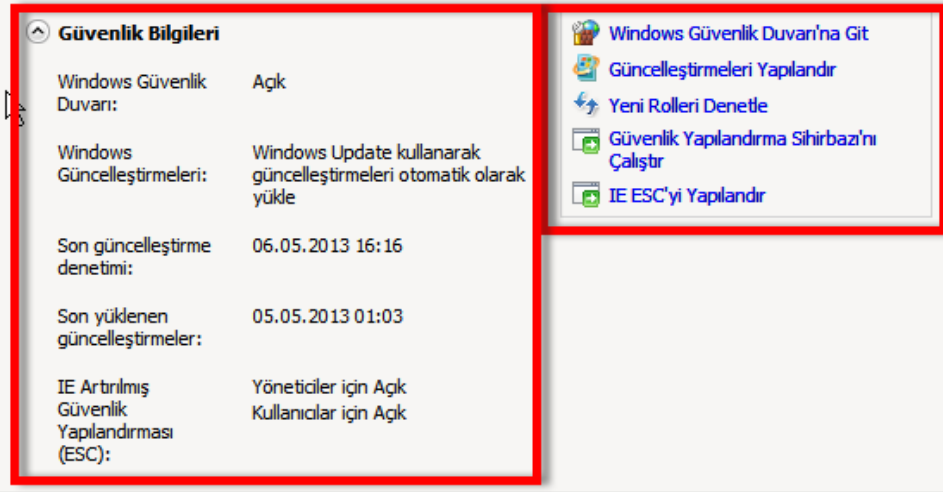 Güvenlik Bilgileri
Windows Güvenlik
Duvarı:
Açık
Windows
Güncelleştirmeleri:
Windows Update kullanarak
güncelleştirmeleri otomatik olarak
yükle
Son güncelleştirme
denetimi:
06.05.2013 16:16
Son yüklenen
güncelleştirmeler:
05.05.2013 01:03
IE Artırılmış
Güvenlik
Yapılandırması
(ESC):
Yöneticiler için Açık
Kullanıcılar için Açık
Windows Güvenlik Duvarı'na Git
Güncelleştirmeleri Yapılandır
Yeni Rolleri Denetle
Güvenlik Yapılandırma Sihirbazı'nı
Çalıştır
IE ESC'yi Yapılandır